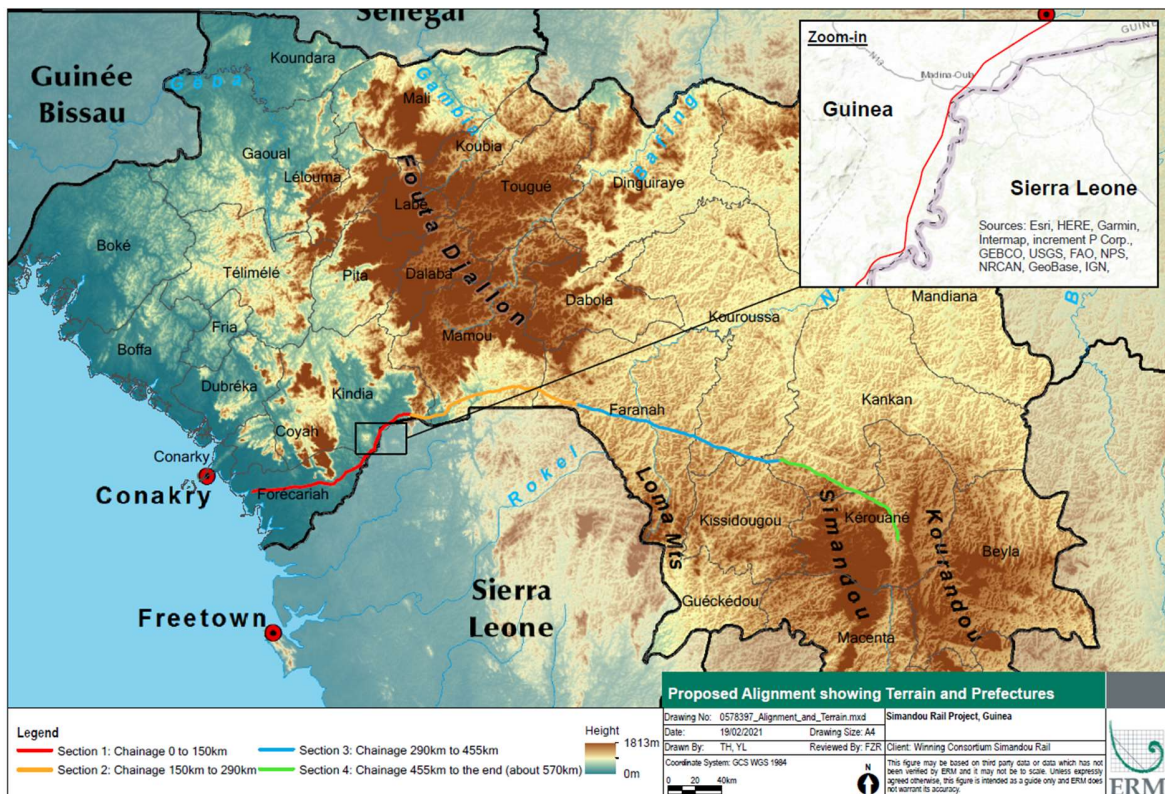 Senegal
Guinée
Bissau
Koundara
Geba
Gambia
Mali
Koubia
Bafing
Gaoual
Lélouma
Fouta Djallon
Tougué
Dinguiraye
Labé
Boké
Télimélé
Pita
Dalaba
Dabola
Kouroussa
Mandiana
Fria
Mamou
Boffa
Dubréka
Kindia
Kankan
Coyah
Faranah
Conarky
Conakry
Forécariah
Rokel
Loma Mts
Kissidougou
Simandou
Kérouané
Kourandou
Beyla
Sierra
Leone
Guéckédou
Freetown
Macenta
Zoom-in
N13
Madina-Oula
Guinea
Sierra Leone
Sources: Esri, HERE, Garmin,
Intermap, increment P Corp.,
GEBCO, USGS, FAO, NPS,
NRCAN, GeoBase, IGN,
Legend
Section 1: Chainage 0 to 150km
Section 2: Chainage 150km to 290km
Section 3: Chainage 290km to 455km
Section 4: Chainage 455km to the end (about 570km)
Height
1813m
0m
Proposed Alignment showing Terrain and Prefectures
Drawing No: 0578397_Alignment_and_Terrain.mxd
Simandou Rail Project, Guinea
Date: 19/02/2021 Drawing Size: A4
Drawn By: TH, YL Reviewed By: FZR
Client: Winning Consortium Simandou Rail
Coordinate System: GCS WGS 1984
0 20 40km
N
This figure may be based on third party data or data which has
not been verified by ERM and it may not be to scale. Unless expressly
agreed otherwise, this figure is intended as a guide only and ERM does
not warrant its accuracy.
ERM